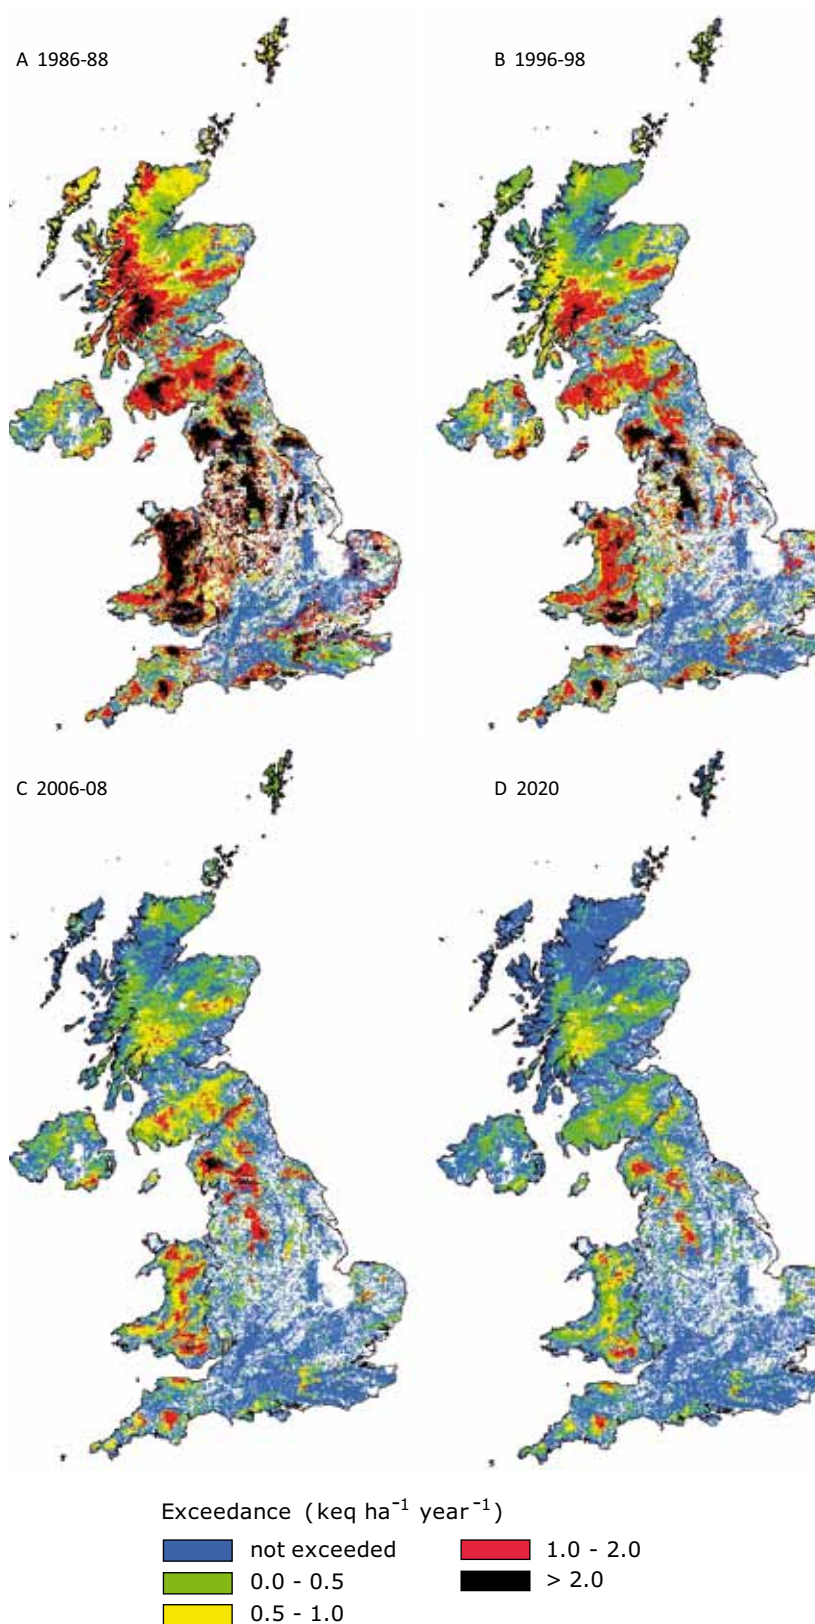 A 1986-88
B 1996-98
C 2006-08
D 2020
Exceedance (keq ha⁻¹ year⁻¹)
not exceeded
0.0 - 0.5
0.5 - 1.0
1.0 - 2.0
> 2.0